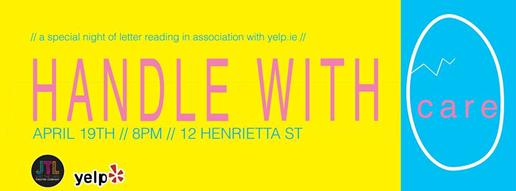 // a special night of letter reading in association with yelp.ie //
HANDLE WITH
care
APRIL 19TH // 8PM // 12 HENRIETTA ST
JTL
yelp